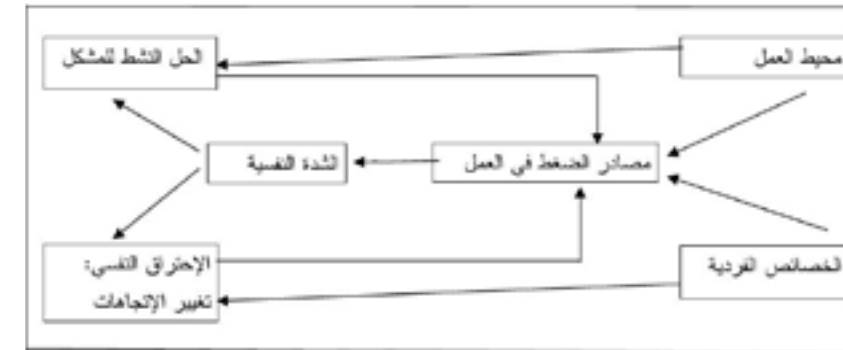 محيط العمل
الحل النشط للمشكل
مصادر الضغط في العمل
الشدة النفسية
الخصائص الفردية
الإحتراق النفسي:
تغيير الإتجاهات